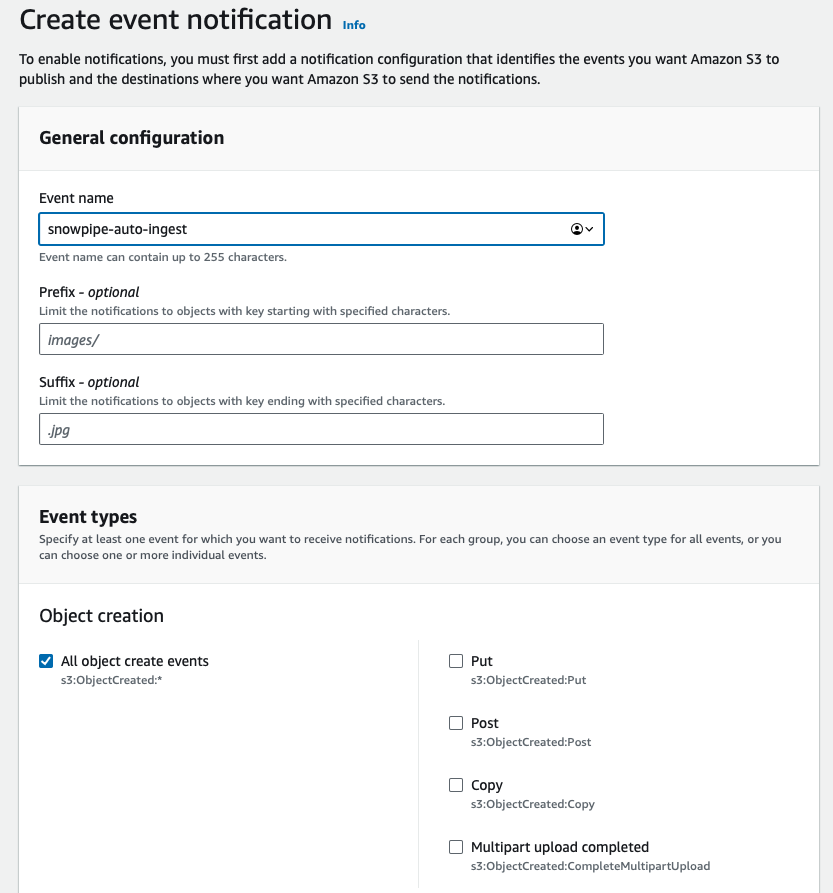 Create event notification Info
To enable notifications, you must first add a notification configuration that identifies the events you want Amazon S3 to
publish and the destinations where you want Amazon S3 to send the notifications.
General configuration
Event name
snowpipe-auto-ingest
Event name can contain up to 255 characters.
Prefix - optional
Limit the notifications to objects with key starting with specified characters.
images/
Suffix - optional
Limit the notifications to objects with key ending with specified characters.
.jpg
Event types
Specify at least one event for which you want to receive notifications. For each group, you can choose an event type for all events, or you
can choose one or more individual events.
Object creation
All object create events
s3:ObjectCreated:*
Put
s3:ObjectCreated:Put
Post
s3:ObjectCreated:Post
Copy
s3:ObjectCreated:Copy
Multipart upload completed
s3:ObjectCreated:CompleteMultipartUpload